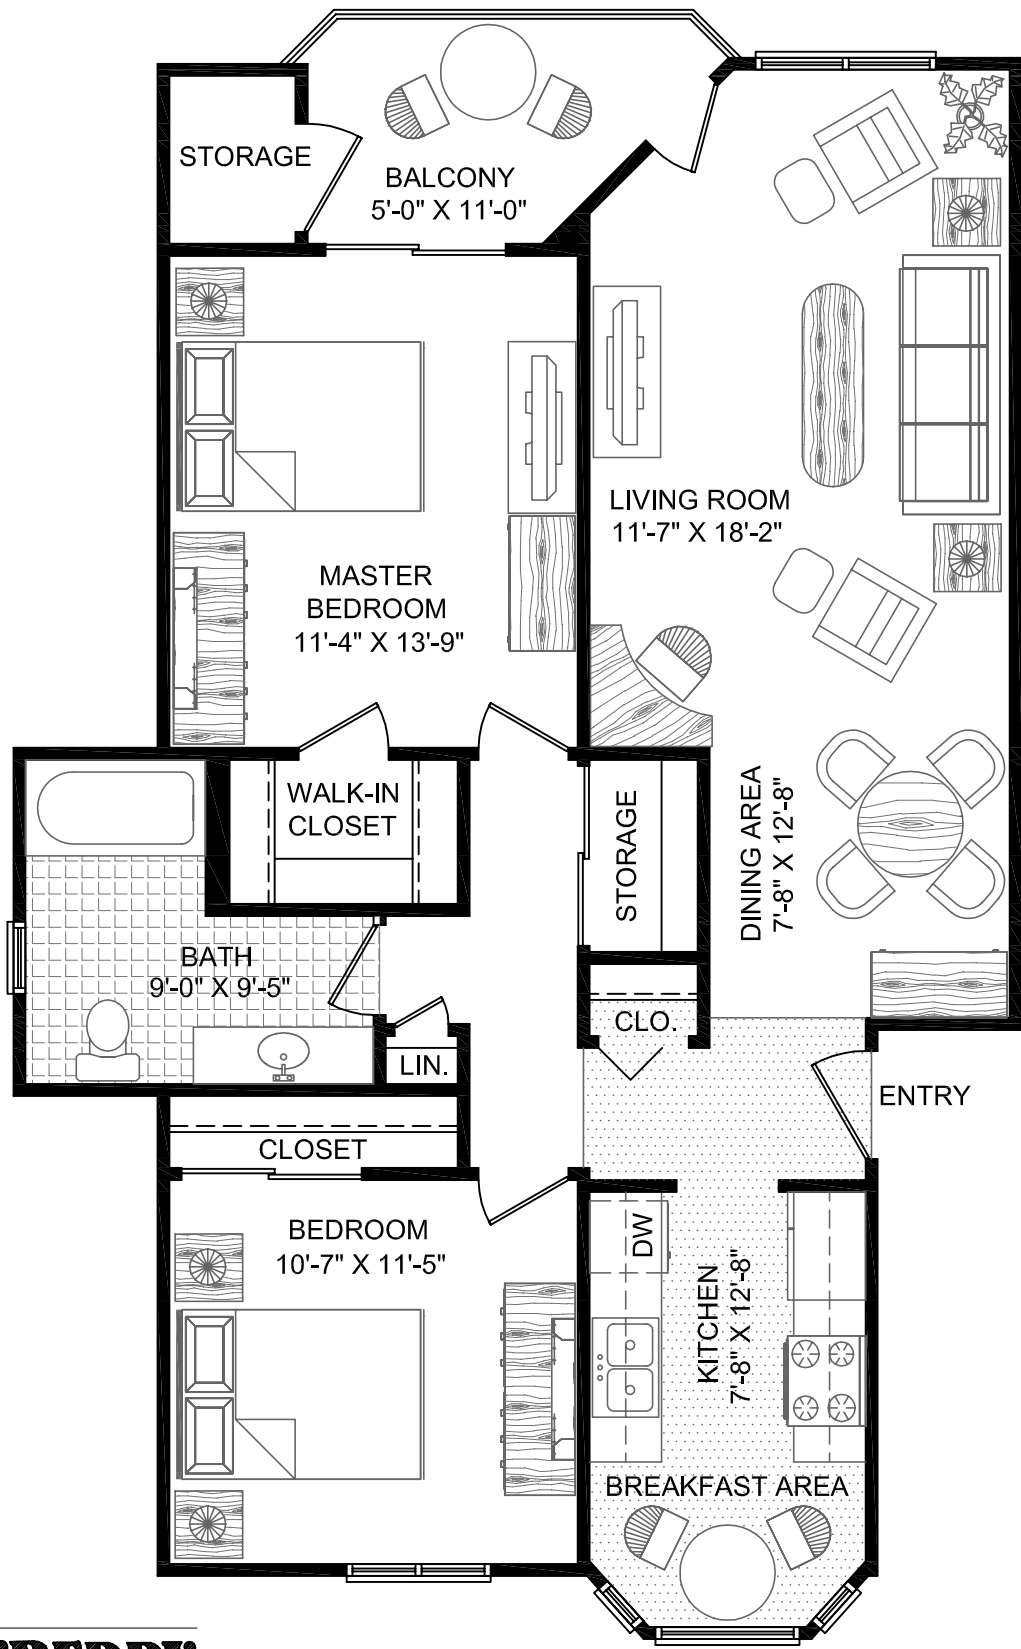 STORAGE
BALCONY
5'-0" X 11'-0"
LIVING ROOM
11'-7" X 18'-2"
MASTER
BEDROOM
11'-4" X 13'-9"
WALK-IN
CLOSET
STORAGE
DINING AREA
7'-8" X 12'-8"
BATH
9'-0" X 9'-5"
CLO.
LIN.
ENTRY
CLOSET
BEDROOM
10'-7" X 11'-5"
DW
KITCHEN
7'-8" X 12'-8"
BREAKFAST AREA